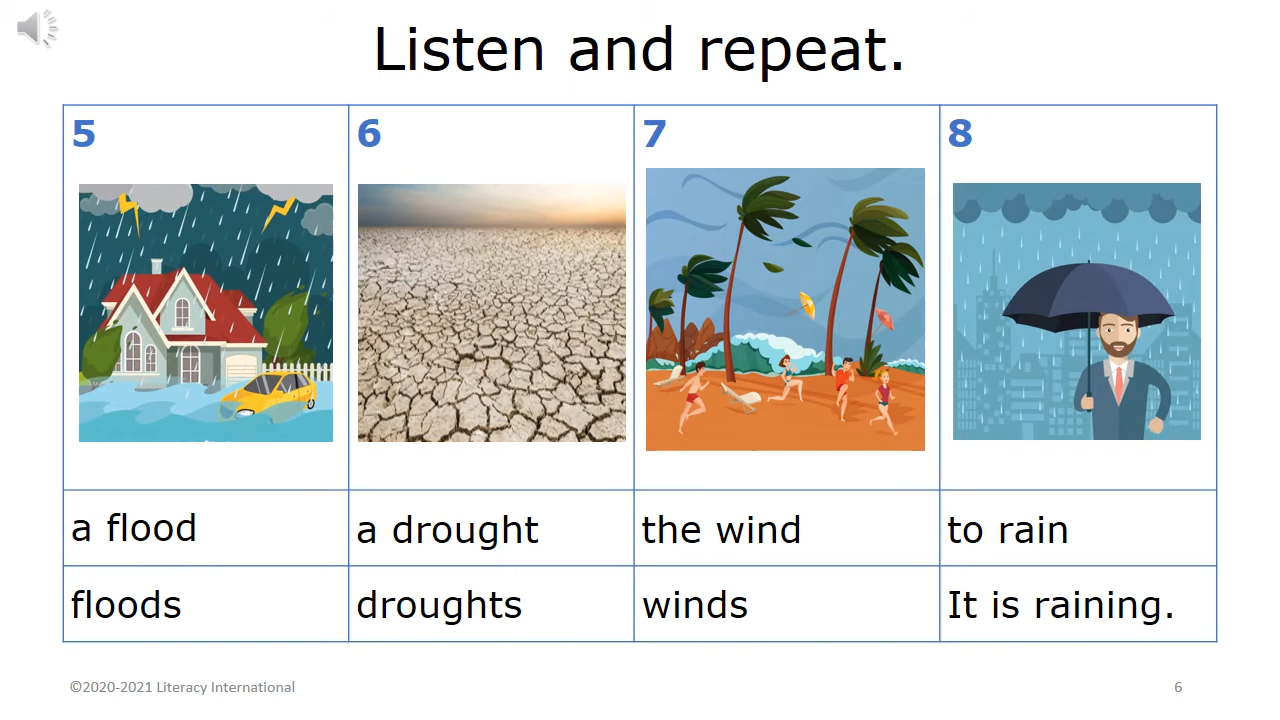 Listen and repeat.
5 6 7 8
a flood a drought the wind to rain
floods droughts winds It is raining.
©2020-2021 Literacy International 6